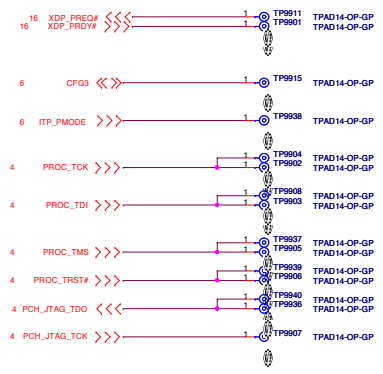 16 XDP_PREQ# 1 TP9911 TPAD14-OP-GP
16 XDP_PRDY# 1 TP9901 TPAD14-OP-GP
6 CFG3 1 TP9915 TPAD14-OP-GP
6 ITP_PMODE 1 TP9938 TPAD14-OP-GP
1 TP9904 TPAD14-OP-GP
4 PROC_TCK 1 TP9902 TPAD14-OP-GP
1 TP9908 TPAD14-OP-GP
4 PROC_TDI 1 TP9903 TPAD14-OP-GP
1 TP9937 TPAD14-OP-GP
4 PROC_TMS 1 TP9905 TPAD14-OP-GP
1 TP9939 TPAD14-OP-GP
4 PROC_TRST# 1 TP9906 TPAD14-OP-GP
1 TP9940 TPAD14-OP-GP
4 PCH_JTAG_TDO 1 TP9936 TPAD14-OP-GP
4 PCH_JTAG_TCK 1 TP9907 TPAD14-OP-GP